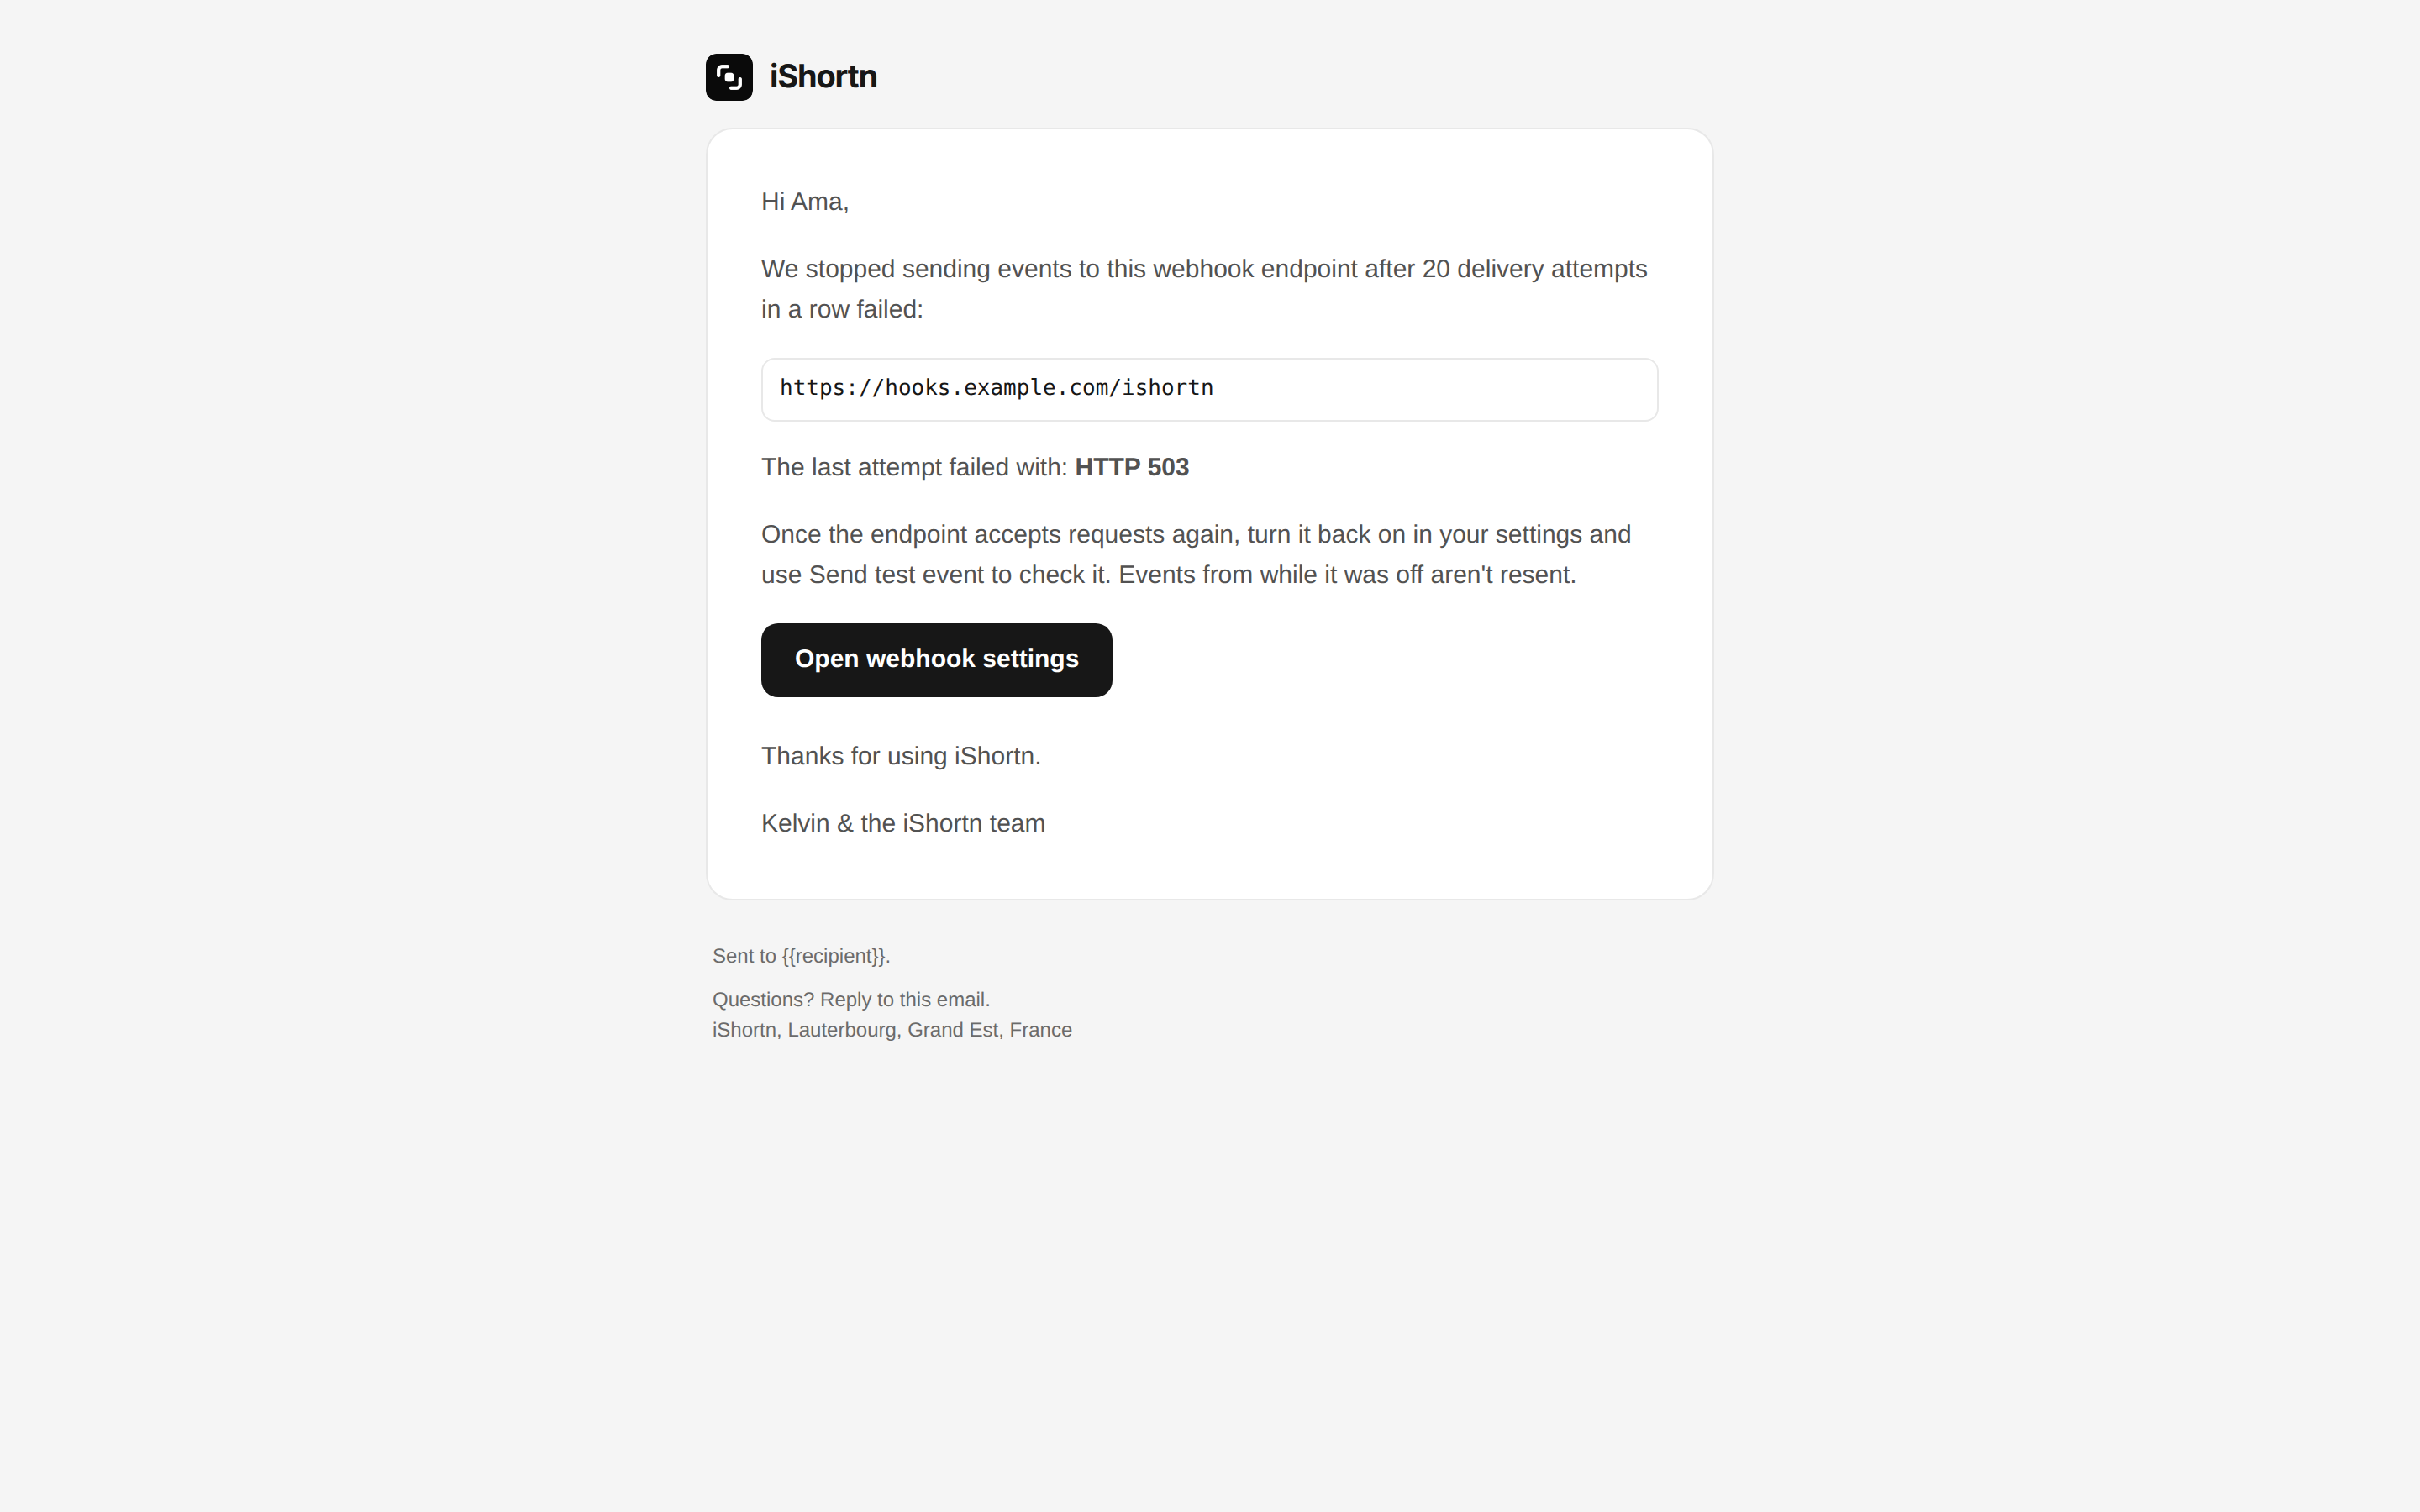 iShortn
Hi Ama,
We stopped sending events to this webhook endpoint after 20 delivery attempts
in a row failed:
https://hooks.example.com/ishortn
The last attempt failed with: HTTP 503
Once the endpoint accepts requests again, turn it back on in your settings and
use Send test event to check it. Events from while it was off aren't resent.
Open webhook settings
Thanks for using iShortn.
Kelvin & the iShortn team
Sent to {{recipient}}.
Questions? Reply to this email.
iShortn, Lauterbourg, Grand Est, France